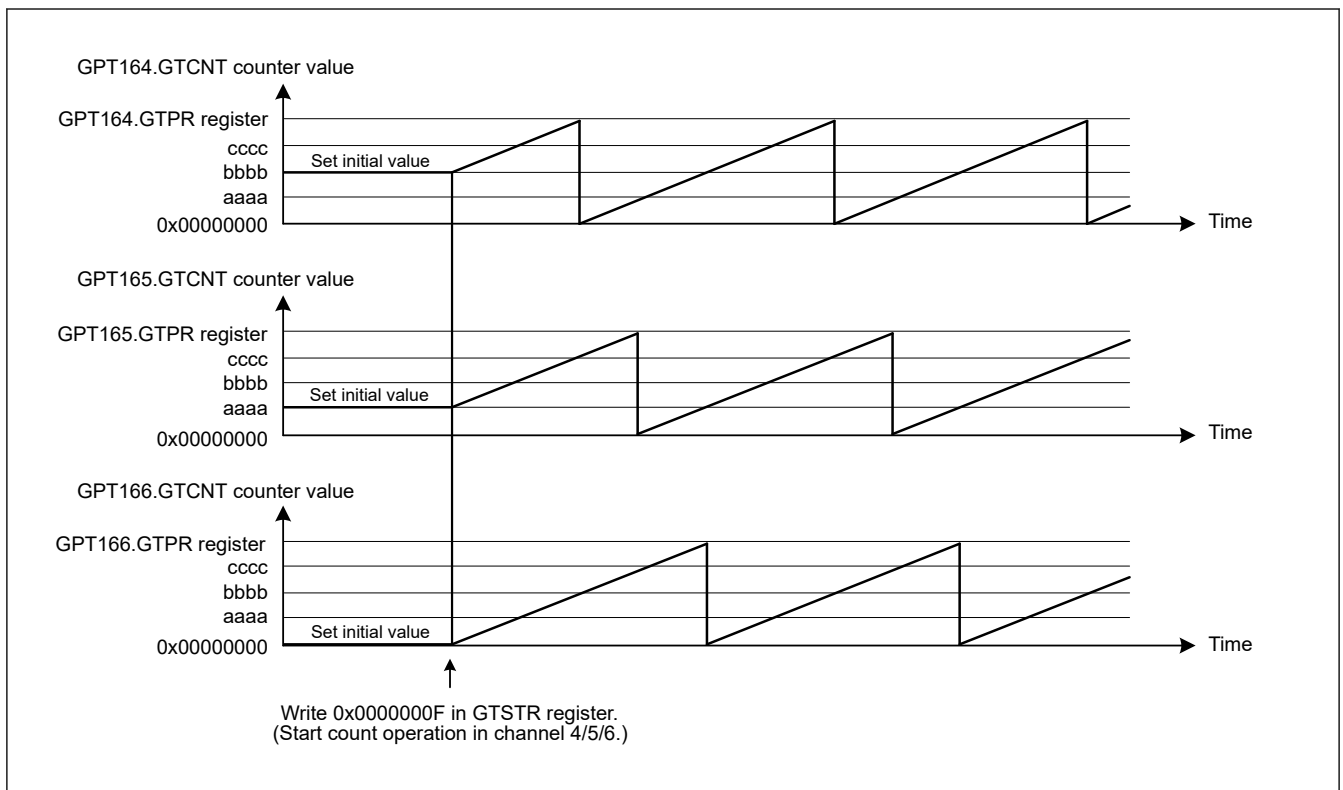 GPT164.GTCNT counter value
GPT164.GTPR register
cccc
Set initial value
bbbb
aaaa
0x00000000
Time
GPT165.GTCNT counter value
GPT165.GTPR register
cccc
bbbb
Set initial value
aaaa
0x00000000
Time
GPT166.GTCNT counter value
GPT166.GTPR register
cccc
bbbb
aaaa
Set initial value
0x00000000
Time
Write 0x0000000F in GTSTR register.
(Start count operation in channel 4/5/6.)